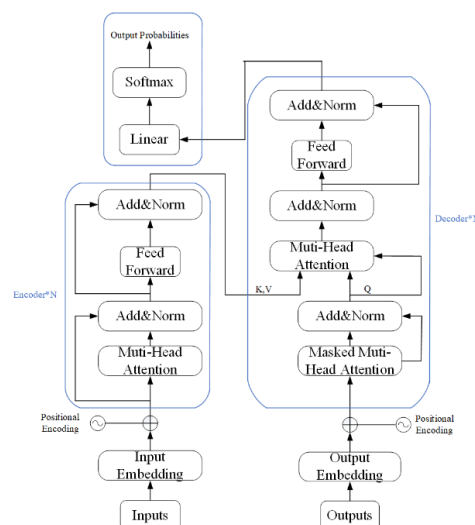 Output Probabilities
Softmax
Linear
Add&Norm
Feed
Forward
Add&Norm
Muti-Head
Attention
K,V
Q
Add&Norm
Masked Muti-
Head Attention
Positional
Encoding
Output
Embedding
Outputs
Add&Norm
Feed
Forward
Encoder*N
Add&Norm
Muti-Head
Attention
Positional
Encoding
Input
Embedding
Inputs